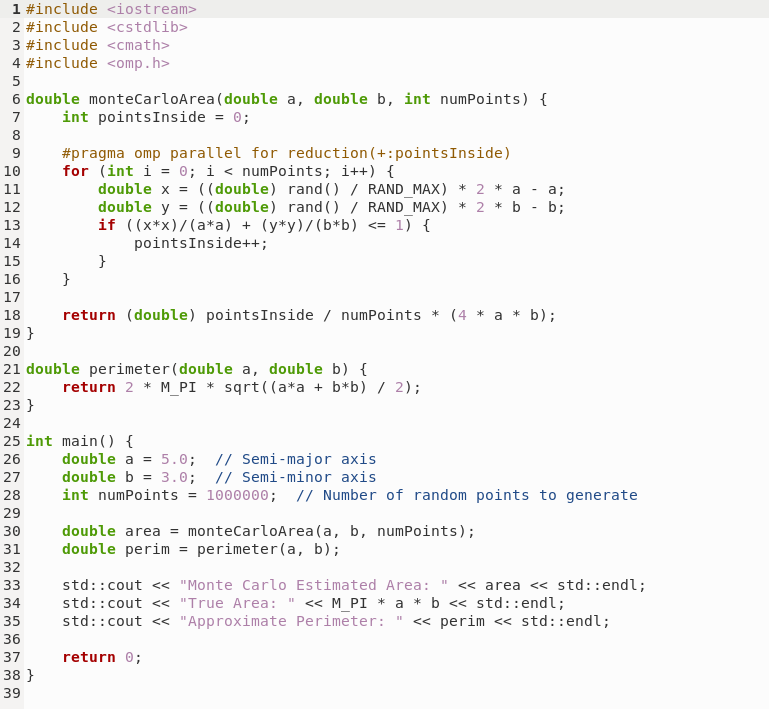 1 #include <iostream>
2 #include <cstdlib>
3 #include <cmath>
4 #include <omp.h>
5
6 double monteCarloArea(double a, double b, int numPoints) {
7     int pointsInside = 0;
8
9     #pragma omp parallel for reduction(+:pointsInside)
10     for (int i = 0; i < numPoints; i++) {
11         double x = ((double) rand() / RAND_MAX) * 2 * a - a;
12         double y = ((double) rand() / RAND_MAX) * 2 * b - b;
13         if ((x*x)/(a*a) + (y*y)/(b*b) <= 1) {
14             pointsInside++;
15         }
16     }
17
18     return (double) pointsInside / numPoints * (4 * a * b);
19 }
20
21 double perimeter(double a, double b) {
22     return 2 * M_PI * sqrt((a*a + b*b) / 2);
23 }
24
25 int main() {
26     double a = 5.0;  // Semi-major axis
27     double b = 3.0;  // Semi-minor axis
28     int numPoints = 1000000;  // Number of random points to generate
29
30     double area = monteCarloArea(a, b, numPoints);
31     double perim = perimeter(a, b);
32
33     std::cout << "Monte Carlo Estimated Area: " << area << std::endl;
34     std::cout << "True Area: " << M_PI * a * b << std::endl;
35     std::cout << "Approximate Perimeter: " << perim << std::endl;
36
37     return 0;
38 }
39